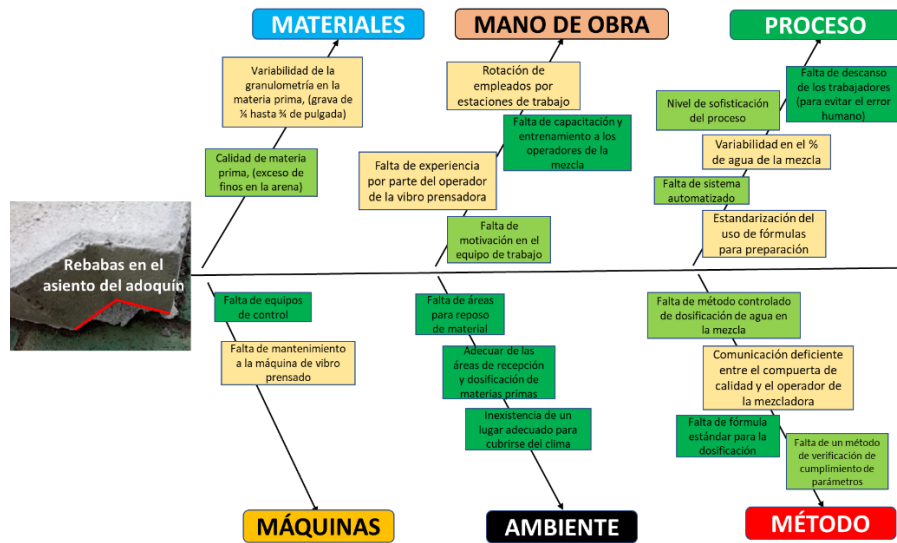 MATERIALES
MANO DE OBRA
PROCESO
Variabilidad de la
granulometría en la
materia prima, (grava de
¼ hasta ¾ de pulgada)
Calidad de materia
prima, (exceso de
finos en la arena)
Rotación de
empleados por
estaciones de trabajo
Falta de capacitación y
entrenamiento a los
operadores de la
mezcla
Falta de experiencia
por parte del operador
de la vibro prensadora
Falta de
motivación en el
equipo de trabajo
Falta de descanso
de los trabajadores
(para evitar el error
humano)
Nivel de sofisticación
del proceso
Variabilidad en el %
de agua de la mezcla
Falta de sistema
automatizado
Estandarización del
uso de fórmulas
para preparación
Rebabas en el
asiento del adoquín
Falta de equipos
de control
Falta de mantenimiento
a la máquina de vibro
prensado
Falta de áreas
para reposo
de material
Adecuar de las
áreas de recepción
y dosificación de
materias primas
Inexistencia de un
lugar adecuado para
cubrirse del clima
Falta de método controlado
de dosificación de agua en
la mezcla
Comunicación deficiente
entre el compuerta de
calidad y el operador de
la mezcladora
Falta de fórmula
estándar para la
dosificación
Falta de un método
de verificación de
cumplimiento de
parámetros
MÁQUINAS
AMBIENTE
MÉTODO